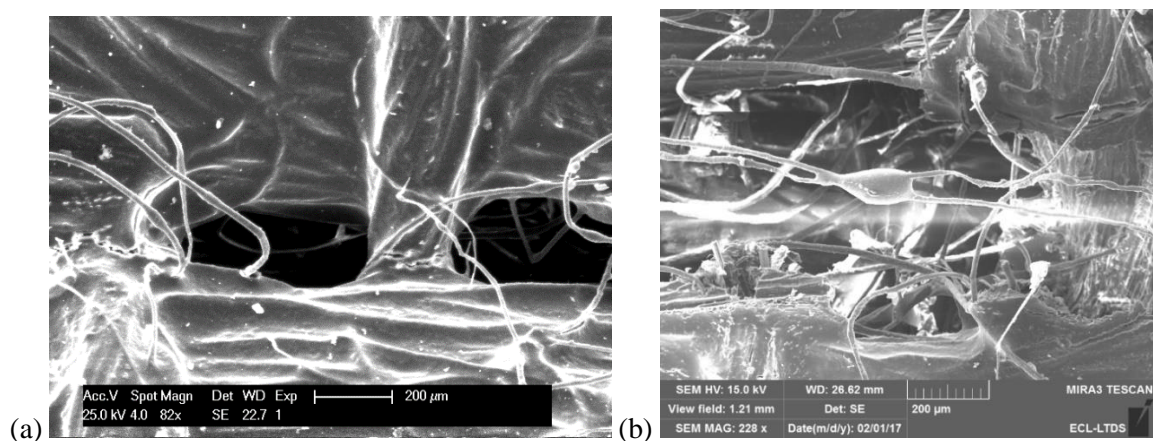 Acc.V Spot Magn Det WD Exp
25.0 kV 4.0 82x SE 22.7 1
200 µm
(a)
SEM HV: 15.0 kV WD: 26.62 mm
MIRA3 TESCAN
View field: 1.21 mm Det: SE 200 µm
SEM MAG: 228 x Date(m/d/y): 02/01/17
ECL-LTDS
(b)